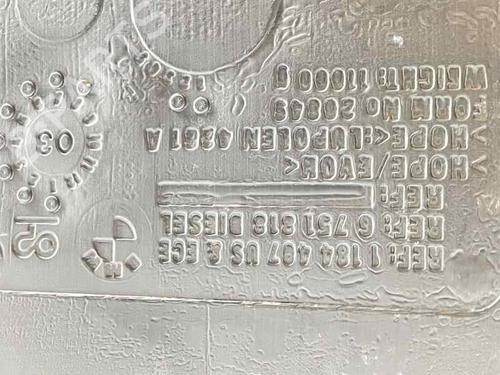 REF: 1 184 407 US & ECE
REF: 6 751 818 DIESEL
REF:
>HDPE/EVOH<
>HDPE<:LUPOLEN 4261 A
FORM NO 20849
WEIGHT: 11000 G
03